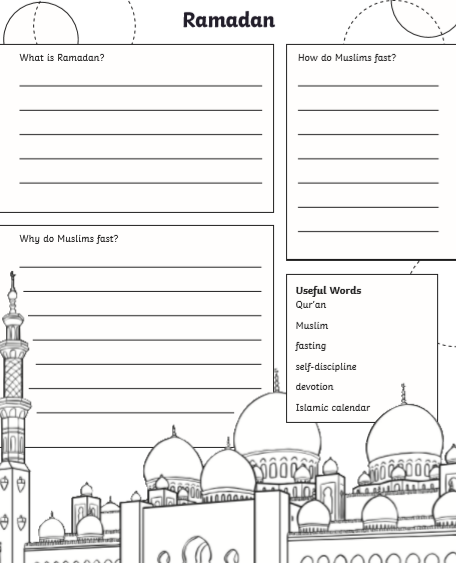 Ramadan
What is Ramadan?
How do Muslims fast?
Why do Muslims fast?
Useful Words
Qur'an
Muslim
fasting
self-discipline
devotion
Islamic calendar